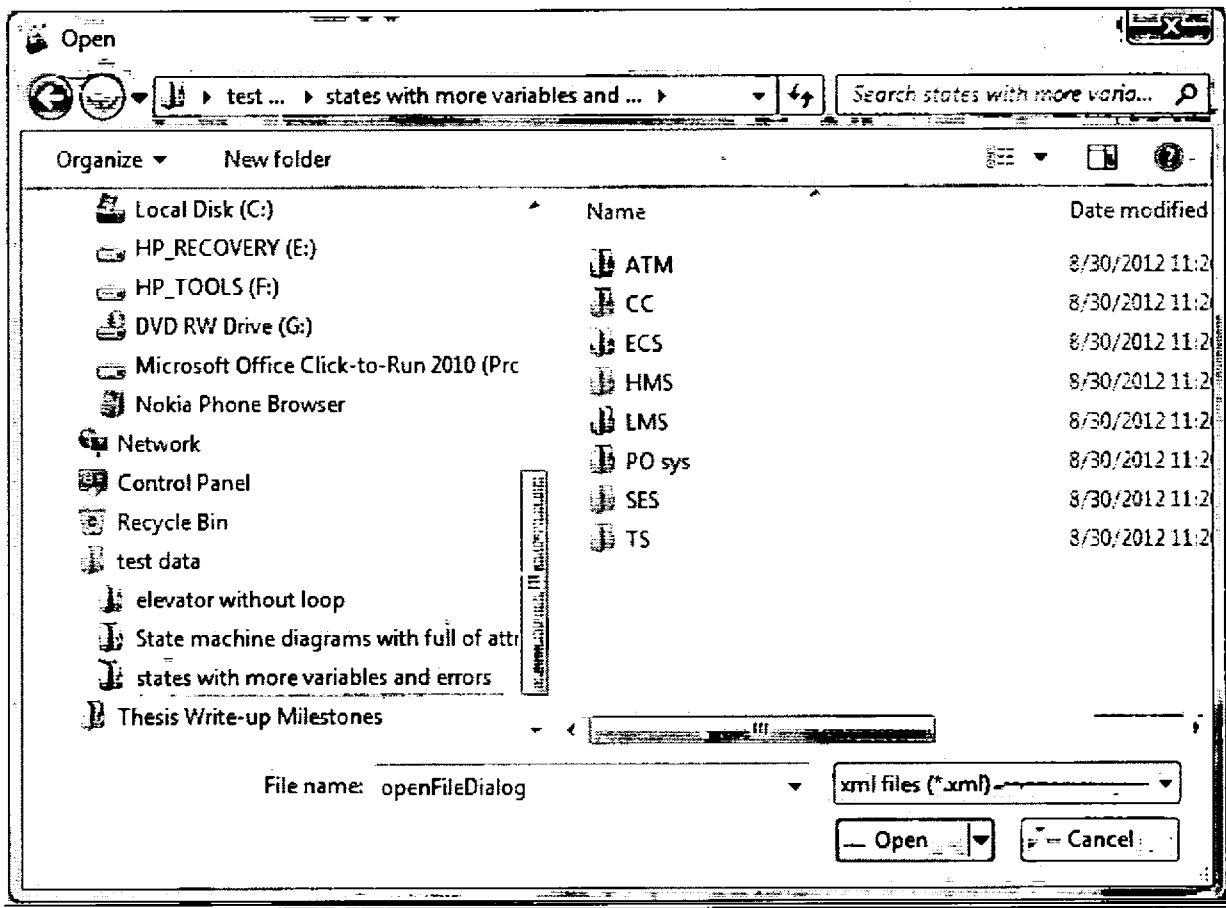 Open
test ... states with more variables and ...
Search states with more varia...
Organize New folder
Local Disk (C:)
HP_RECOVERY (E:)
HP_TOOLS (F:)
DVD RW Drive (G:)
Microsoft Office Click-to-Run 2010 (Prc
Nokia Phone Browser
Network
Control Panel
Recycle Bin
test data
elevator without loop
State machine diagrams with full of attr
states with more variables and errors
Thesis Write-up Milestones
Name Date modified
ATM 8/30/2012 11:2
CC 8/30/2012 11:2
ECS 8/30/2012 11:2
HMS 8/30/2012 11:2
LMS 8/30/2012 11:2
PO sys 8/30/2012 11:2
SES 8/30/2012 11:2
TS 8/30/2012 11:2
File name: openFileDialog
xml files (*.xml)
Open Cancel